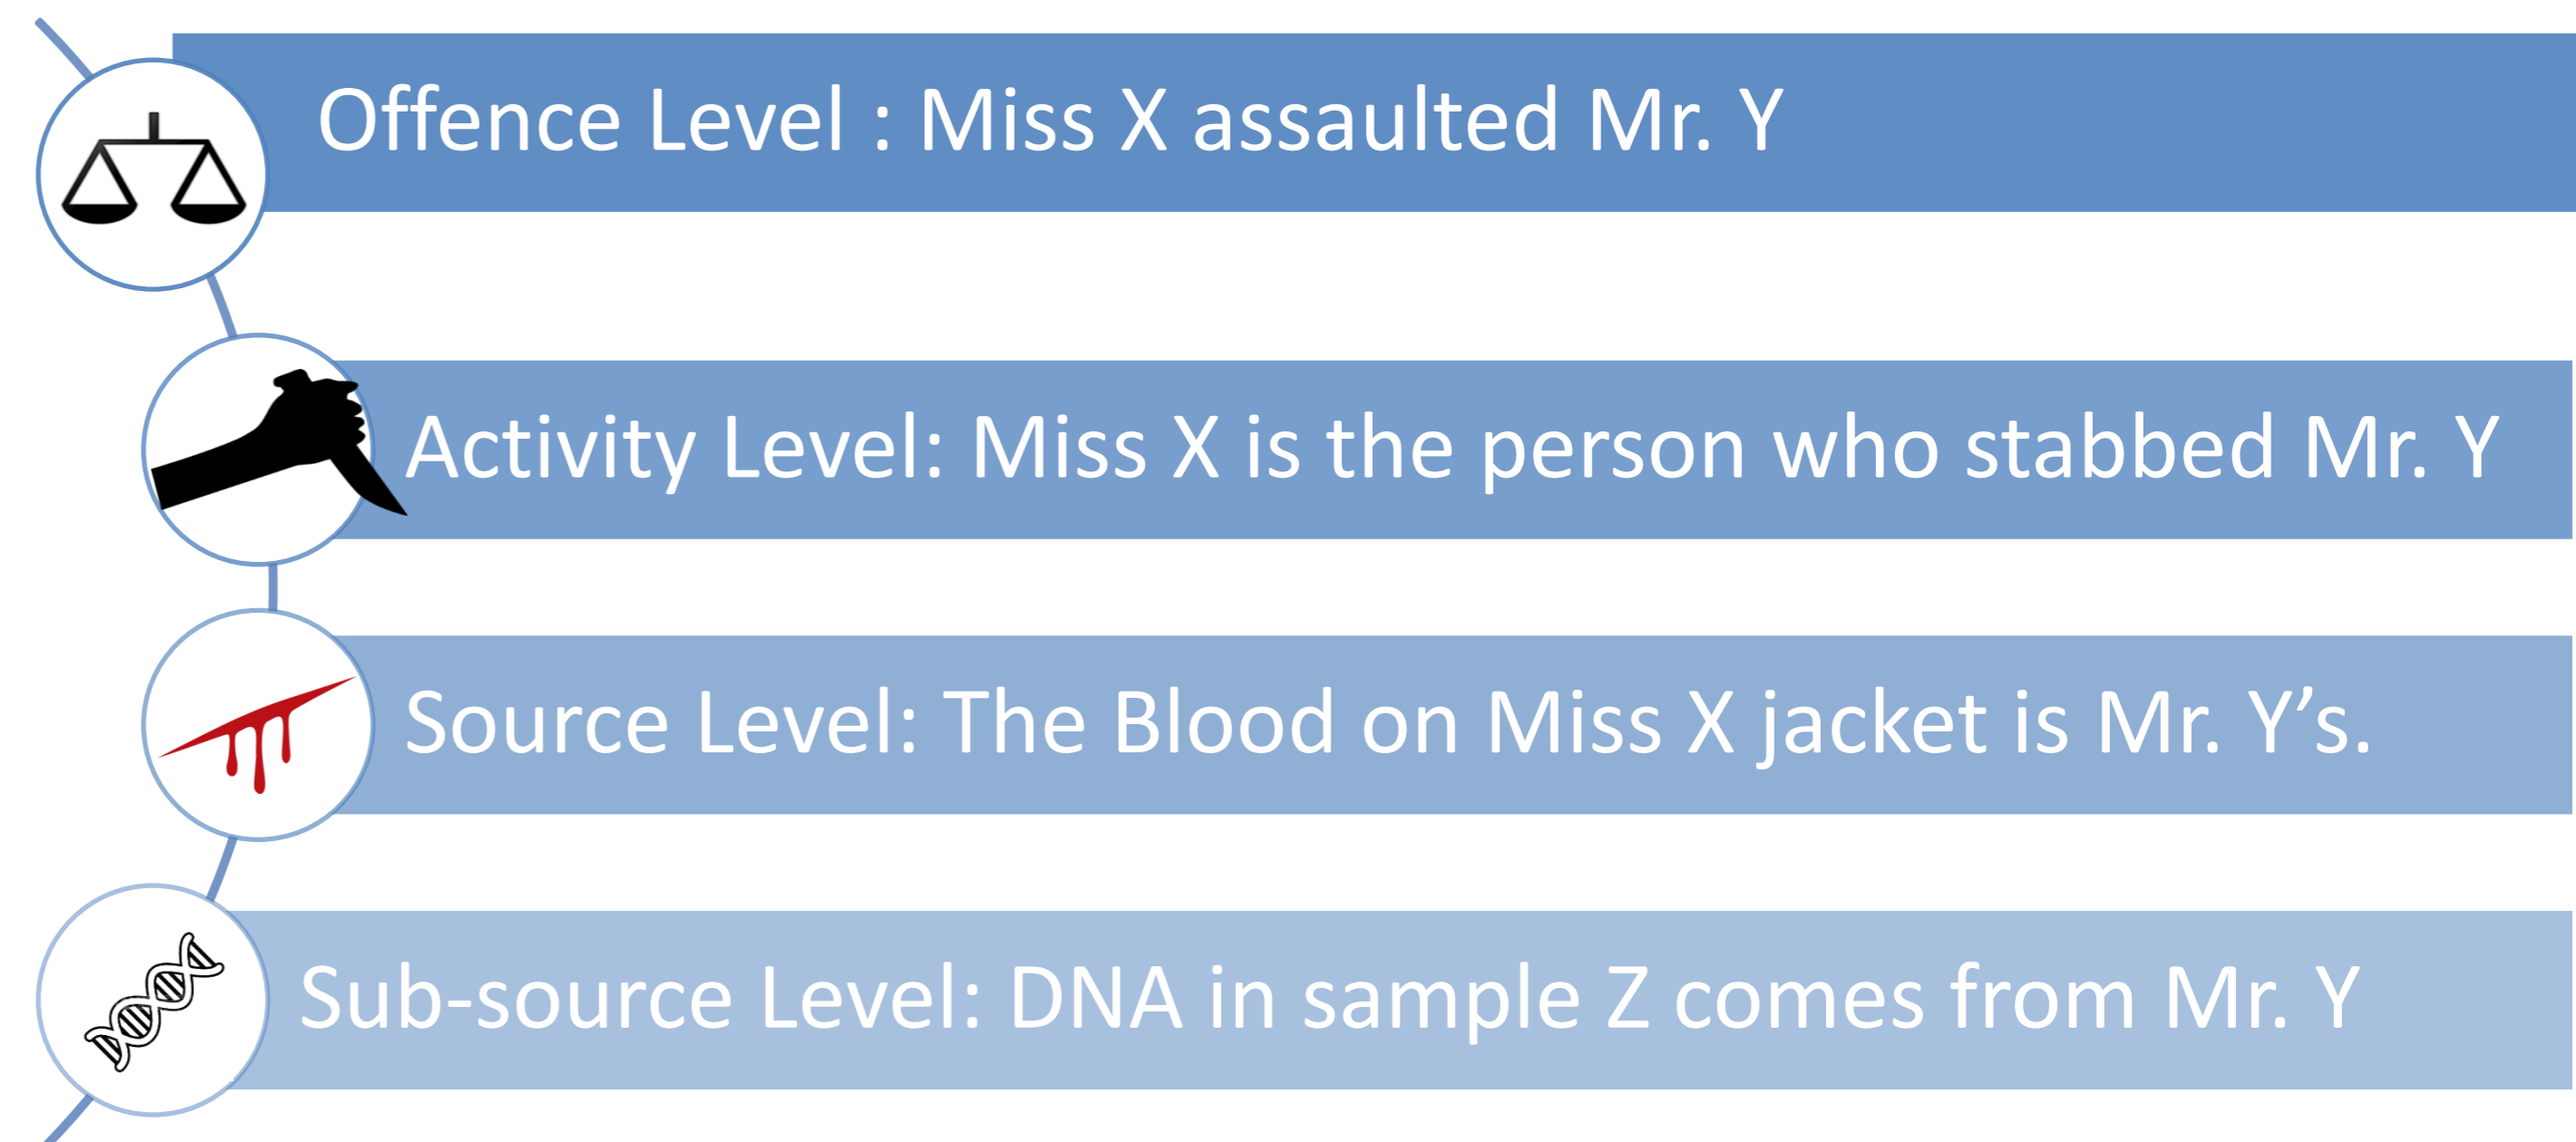 Offence Level : Miss X assaulted Mr. Y
Activity Level: Miss X is the person who stabbed Mr. Y
Source Level: The Blood on Miss X jacket is Mr. Y’s.
Sub-source Level: DNA in sample Z comes from Mr. Y